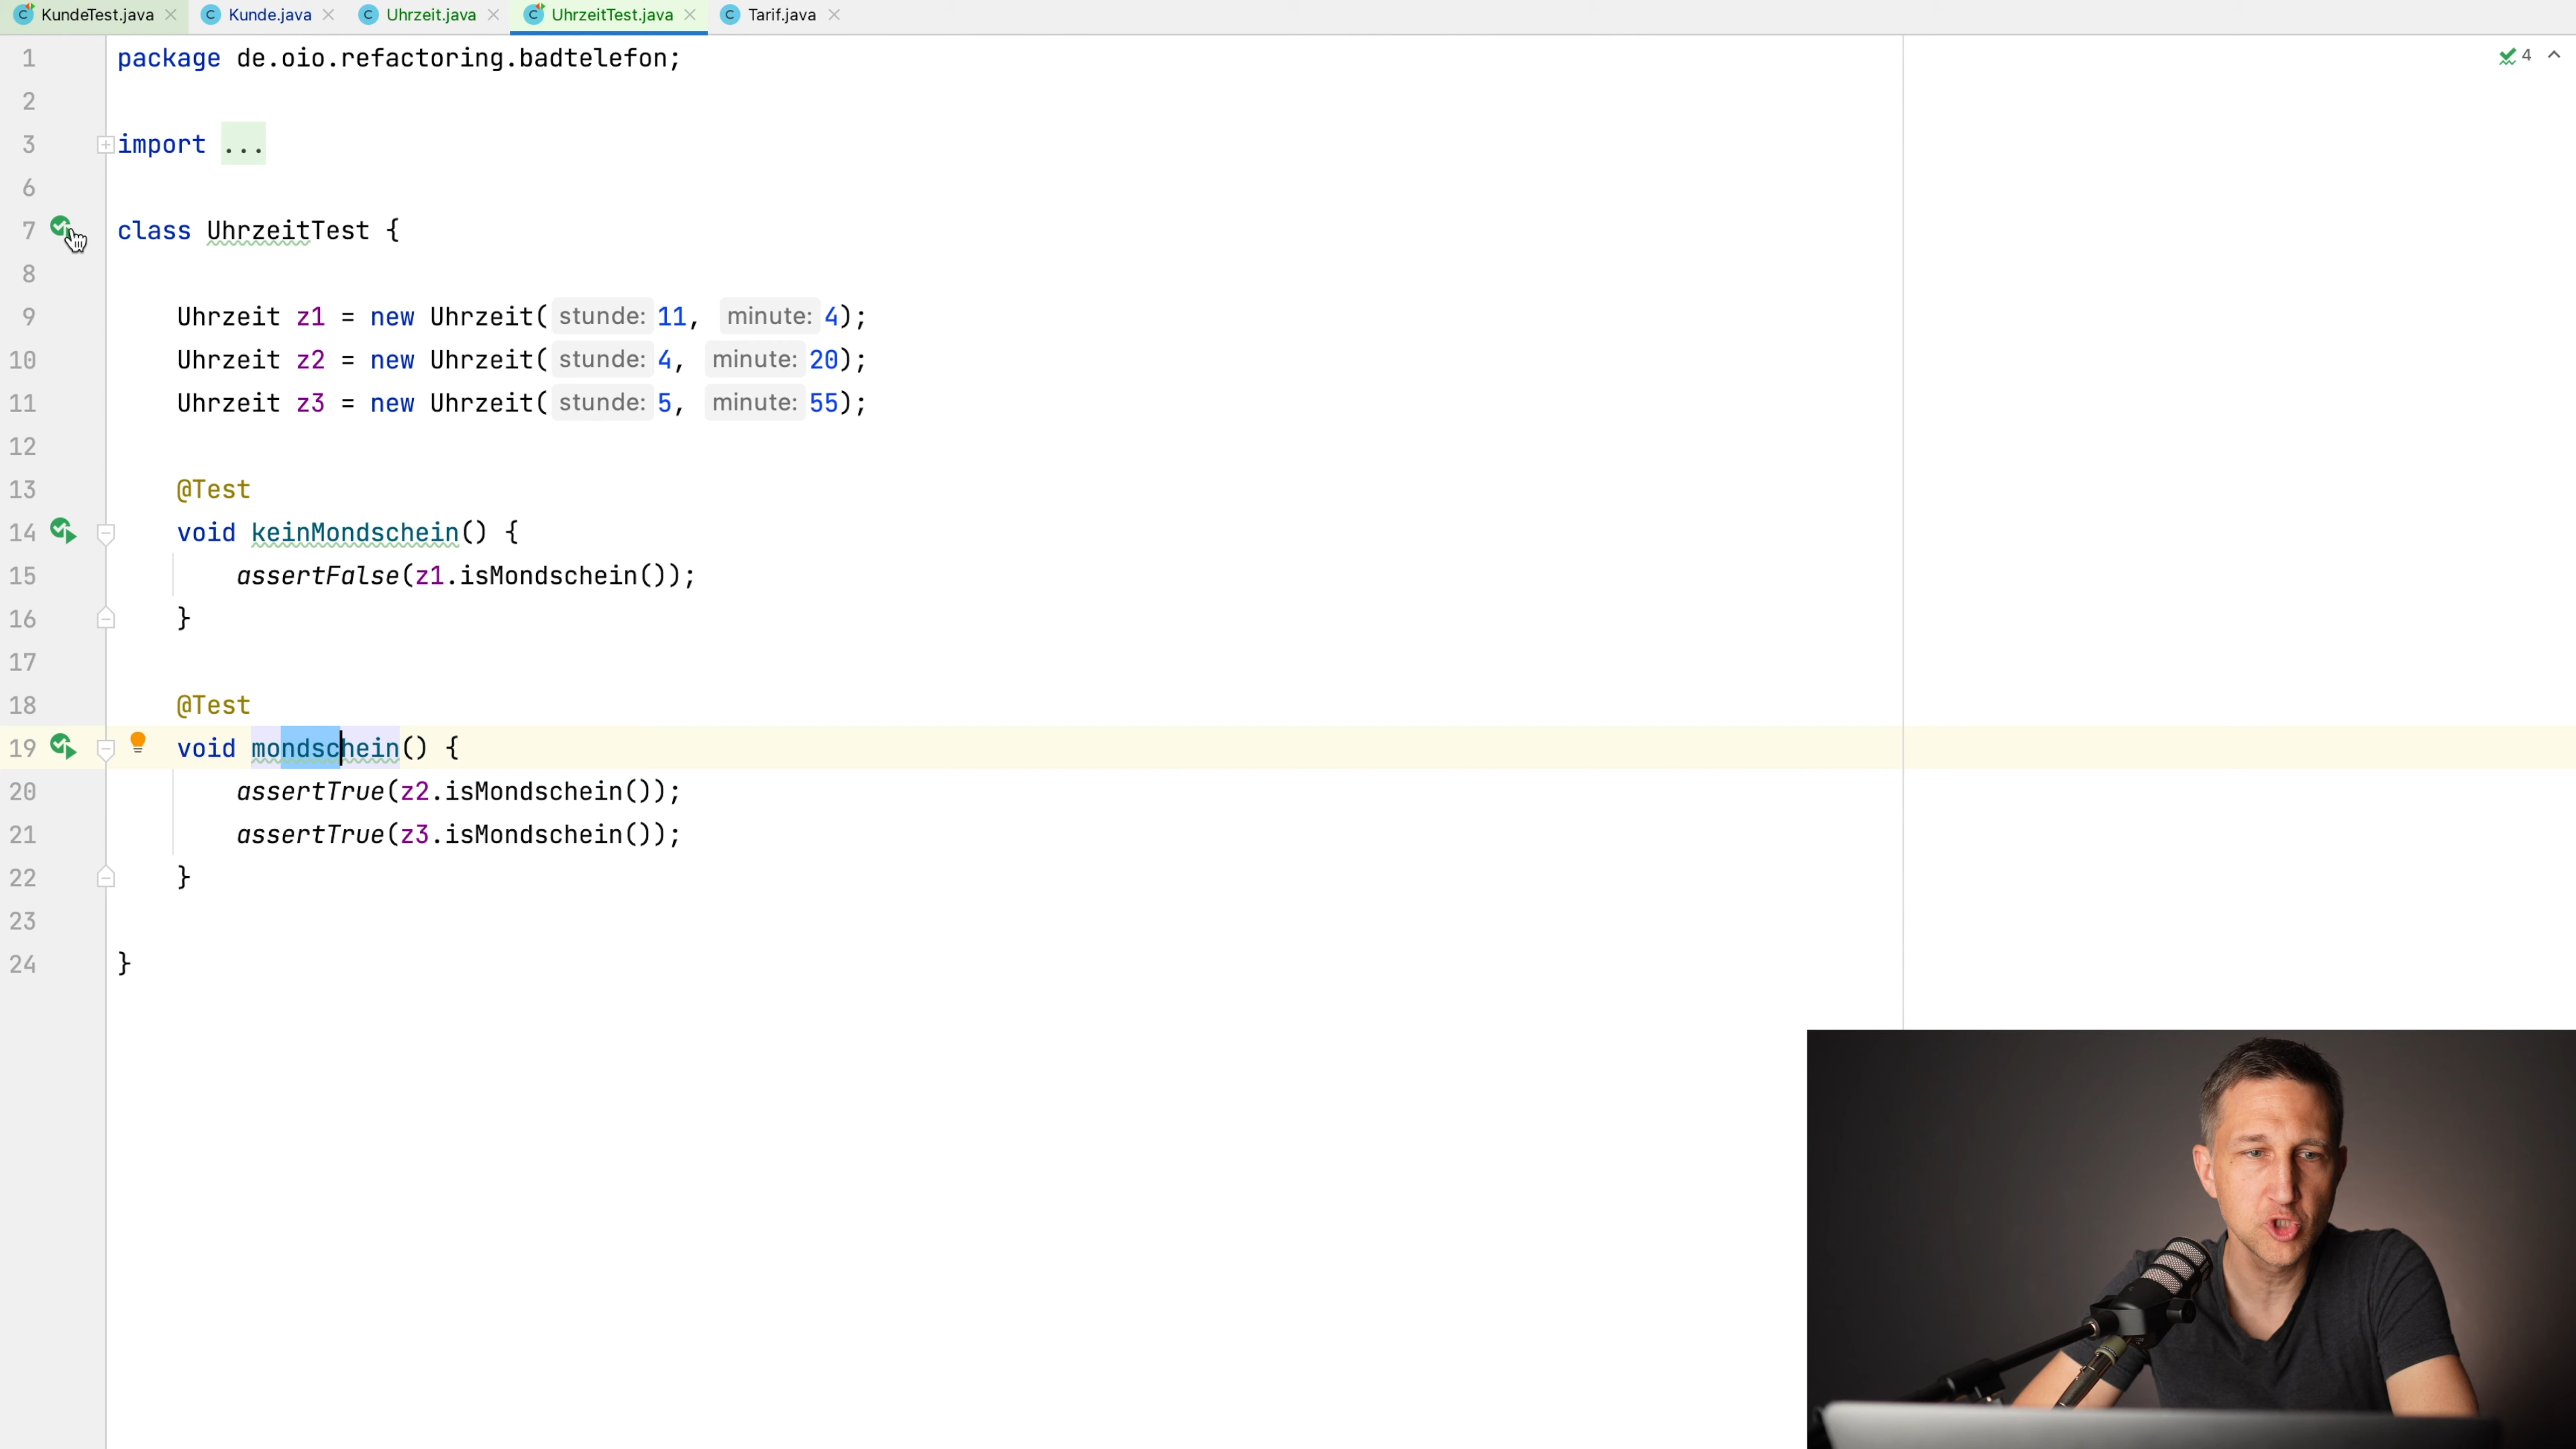 KundeTest.java Kunde.java Uhrzeit.java UhrzeitTest.java Tarif.java
1 package de.oio.refactoring.badtelefon; 4
2
3 import ...
6
7 class UhrzeitTest {
8
9 Uhrzeit z1 = new Uhrzeit( stunde: 11, minute: 4);
10 Uhrzeit z2 = new Uhrzeit( stunde: 4, minute: 20);
11 Uhrzeit z3 = new Uhrzeit( stunde: 5, minute: 55);
12
13 @Test
14 void keinMondschein() {
15 assertFalse(z1.isMondschein());
16 }
17
18 @Test
19 void mondschein() {
20 assertTrue(z2.isMondschein());
21 assertTrue(z3.isMondschein());
22 }
23
24 }